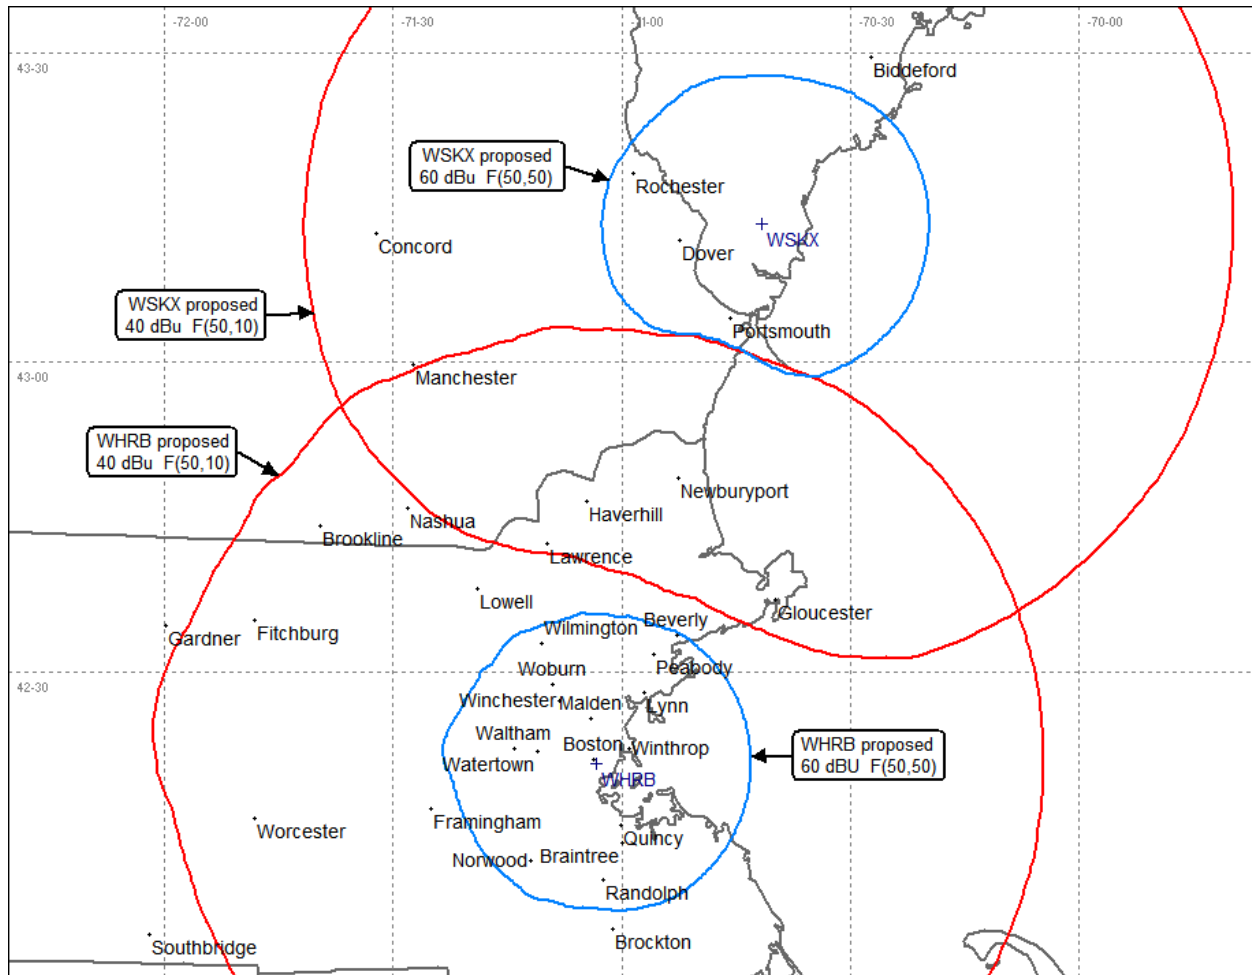 -72-00
-71-30
-71-00
-70-30
-70-00
43-30
Biddeford
WSKX proposed
60 dBu F(50,50)
Rochester
WSKX
Concord
Dover
WSKX proposed
40 dBu F(50,10)
Portsmouth
43-00
Manchester
WHRB proposed
40 dBu F(50,10)
Newburyport
Haverhill
Nashua
Brookline
Lawrence
Lowell
Gloucester
Beverly
Wilmington
Fitchburg
Gardner
42-30
Woburn
Peabody
Winchester
Malden
Lynn
Waltham
Boston
Winthrop
WHRB proposed
60 dBU F(50,50)
Watertown
WHRB
Framingham
Worcester
Quincy
Norwood
Braintree
Randolph
Southbridge
Brockton